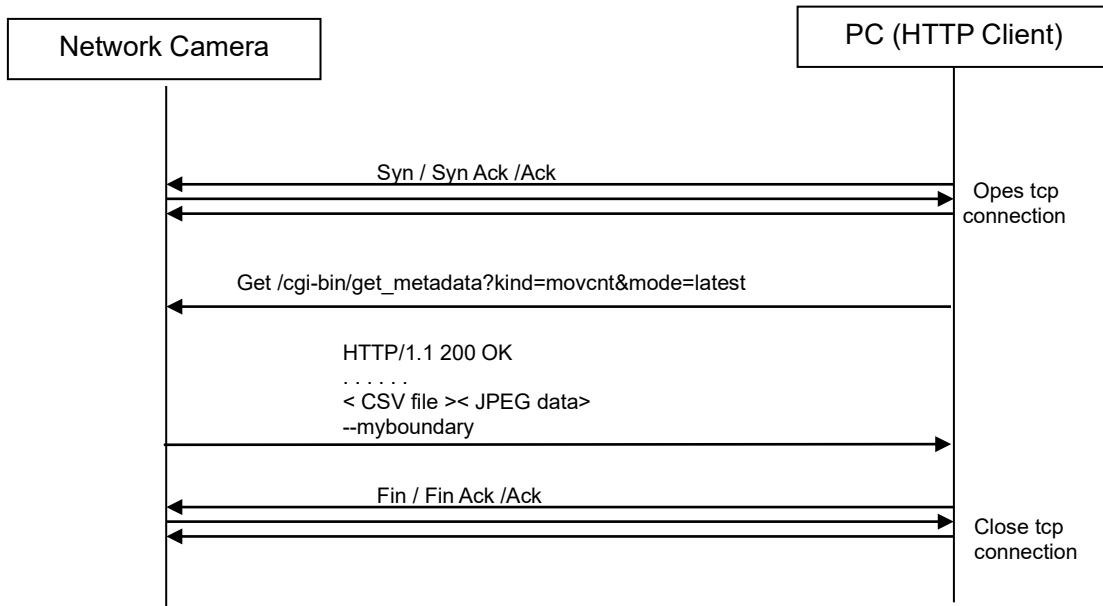 Network Camera
PC (HTTP Client)
Syn / Syn Ack /Ack
Opes tcp
connection
Get /cgi-bin/get_metadata?kind=movcnt&mode=latest
HTTP/1.1 200 OK
. . . . . .
< CSV file >< JPEG data>
--myboundary
Fin / Fin Ack /Ack
Close tcp
connection